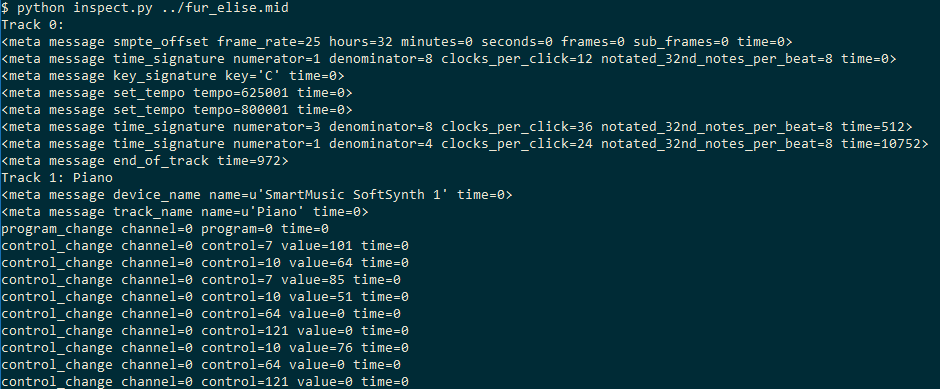 $ python inspect.py ../fur_elise.mid
Track 0:
<meta message smpte_offset frame_rate=25 hours=32 minutes=0 seconds=0 frames=0 sub_frames=0 time=0>
<meta message time_signature numerator=1 denominator=8 clocks_per_click=12 notated_32nd_notes_per_beat=8 time=0>
<meta message key_signature key='C' time=0>
<meta message set_tempo tempo=625001 time=0>
<meta message set_tempo tempo=800001 time=0>
<meta message time_signature numerator=3 denominator=8 clocks_per_click=36 notated_32nd_notes_per_beat=8 time=512>
<meta message time_signature numerator=1 denominator=4 clocks_per_click=24 notated_32nd_notes_per_beat=8 time=10752>
<meta message end_of_track time=972>
Track 1: Piano
<meta message device_name name=u'SmartMusic SoftSynth 1' time=0>
<meta message track_name name=u'Piano' time=0>
program_change channel=0 program=0 time=0
control_change channel=0 control=7 value=101 time=0
control_change channel=0 control=10 value=64 time=0
control_change channel=0 control=7 value=85 time=0
control_change channel=0 control=10 value=51 time=0
control_change channel=0 control=64 value=0 time=0
control_change channel=0 control=121 value=0 time=0
control_change channel=0 control=10 value=76 time=0
control_change channel=0 control=64 value=0 time=0
control_change channel=0 control=121 value=0 time=0